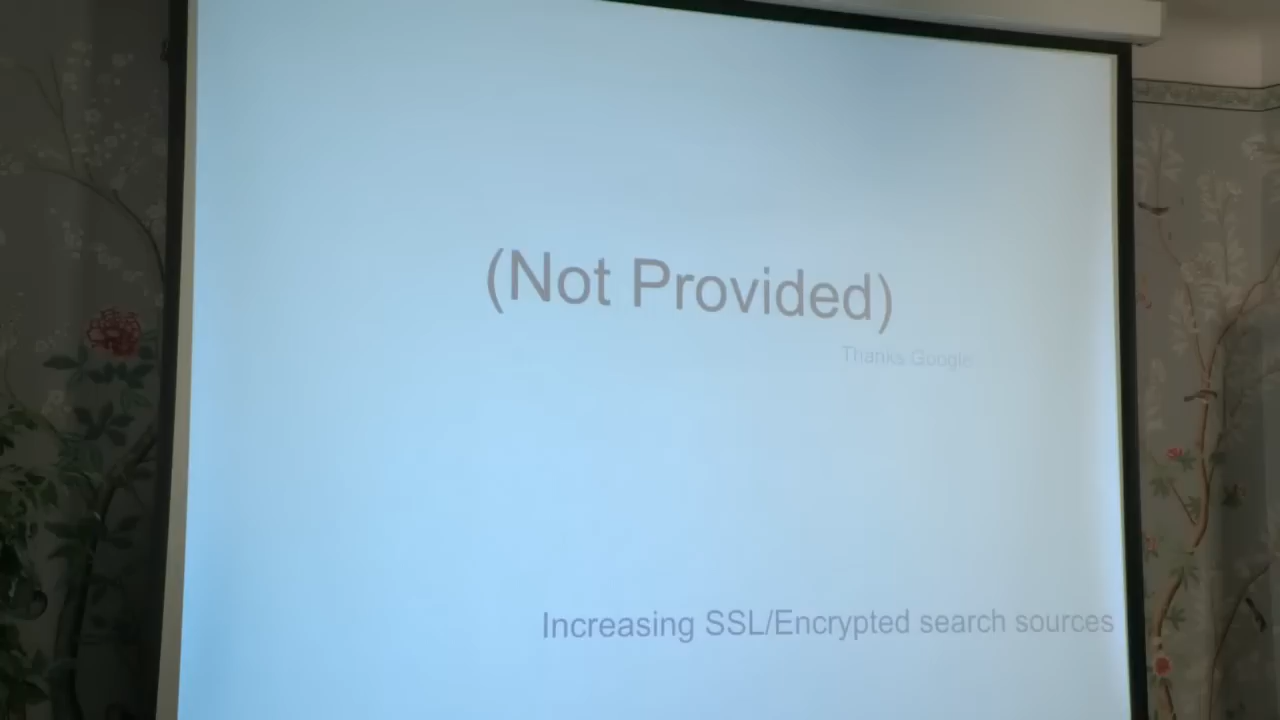 (Not Provided)
Thanks Google
Increasing SSL/Encrypted search sources